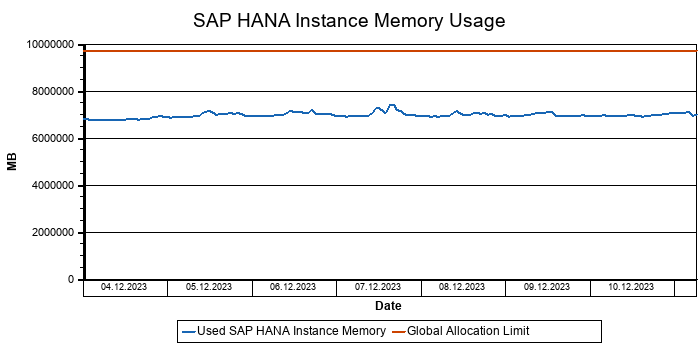 SAP HANA Instance Memory Usage
10000000
8000000
6000000
4000000
2000000
0
MB
04.12.2023 05.12.2023 06.12.2023 07.12.2023 08.12.2023 09.12.2023 10.12.2023
Date
Used SAP HANA Instance Memory Global Allocation Limit